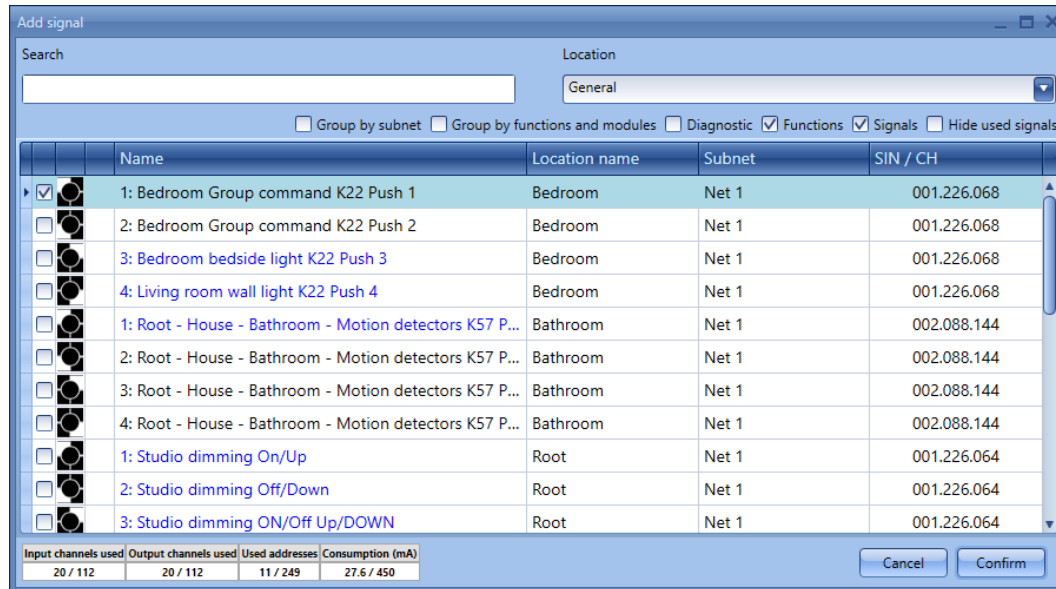 Add signal
Search
Location
General
Group by subnet Group by functions and modules Diagnostic Functions Signals Hide used signals
Name Location name Subnet SIN / CH
1: Bedroom Group command K22 Push 1 Bedroom Net 1 001.226.068
2: Bedroom Group command K22 Push 2 Bedroom Net 1 001.226.068
3: Bedroom bedside light K22 Push 3 Bedroom Net 1 001.226.068
4: Living room wall light K22 Push 4 Bedroom Net 1 001.226.068
1: Root - House - Bathroom - Motion detectors K57 P... Bathroom Net 1 002.088.144
2: Root - House - Bathroom - Motion detectors K57 P... Bathroom Net 1 002.088.144
3: Root - House - Bathroom - Motion detectors K57 P... Bathroom Net 1 002.088.144
4: Root - House - Bathroom - Motion detectors K57 P... Bathroom Net 1 002.088.144
1: Studio dimming On/Up Root Net 1 001.226.064
2: Studio dimming Off/Down Root Net 1 001.226.064
3: Studio dimming ON/Off Up/DOWN Root Net 1 001.226.064
Input channels used Output channels used Used addresses Consumption (mA)
20 / 112 20 / 112 11 / 249 27.6 / 450
Cancel Confirm